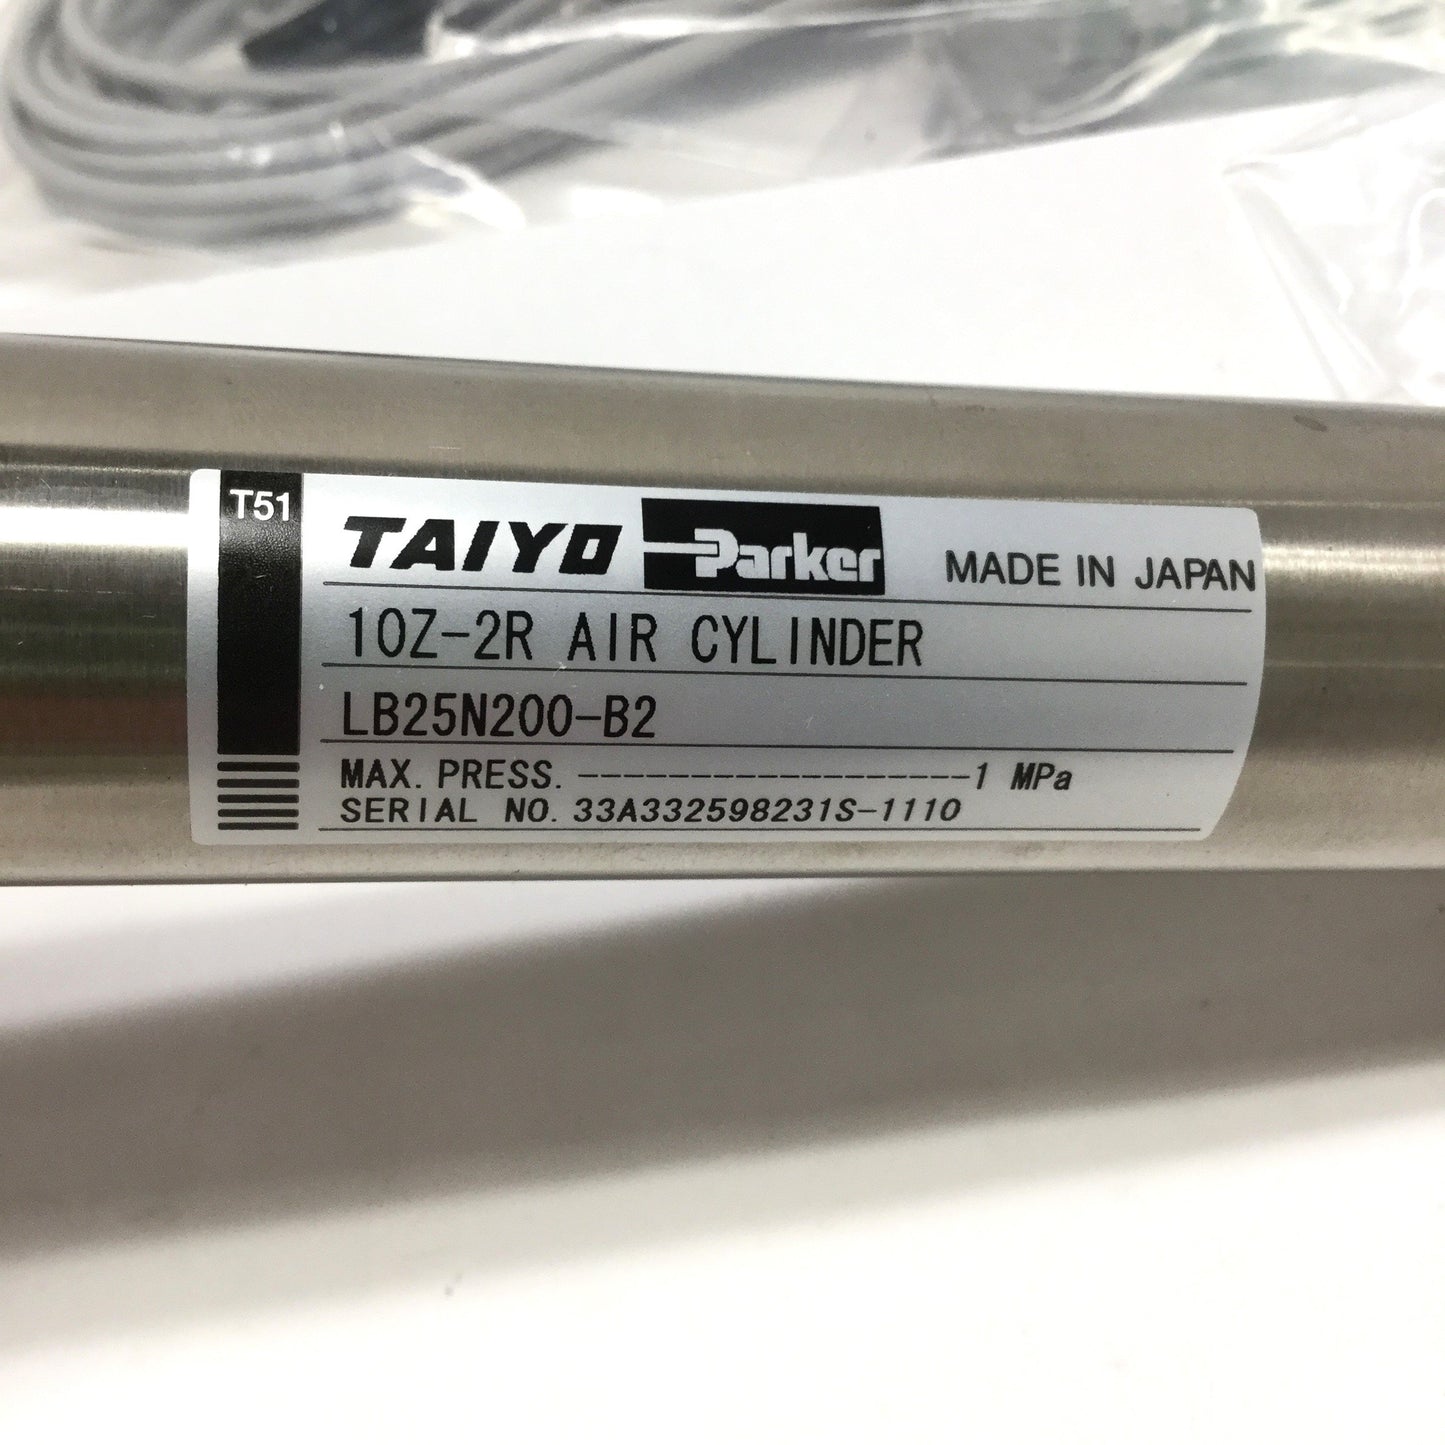 T51
TAIYO Parker MADE IN JAPAN
10Z-2R AIR CYLINDER
LB25N200-B2
MAX. PRESS. ------------------1 MPa
SERIAL NO. 33A332598231S-1110